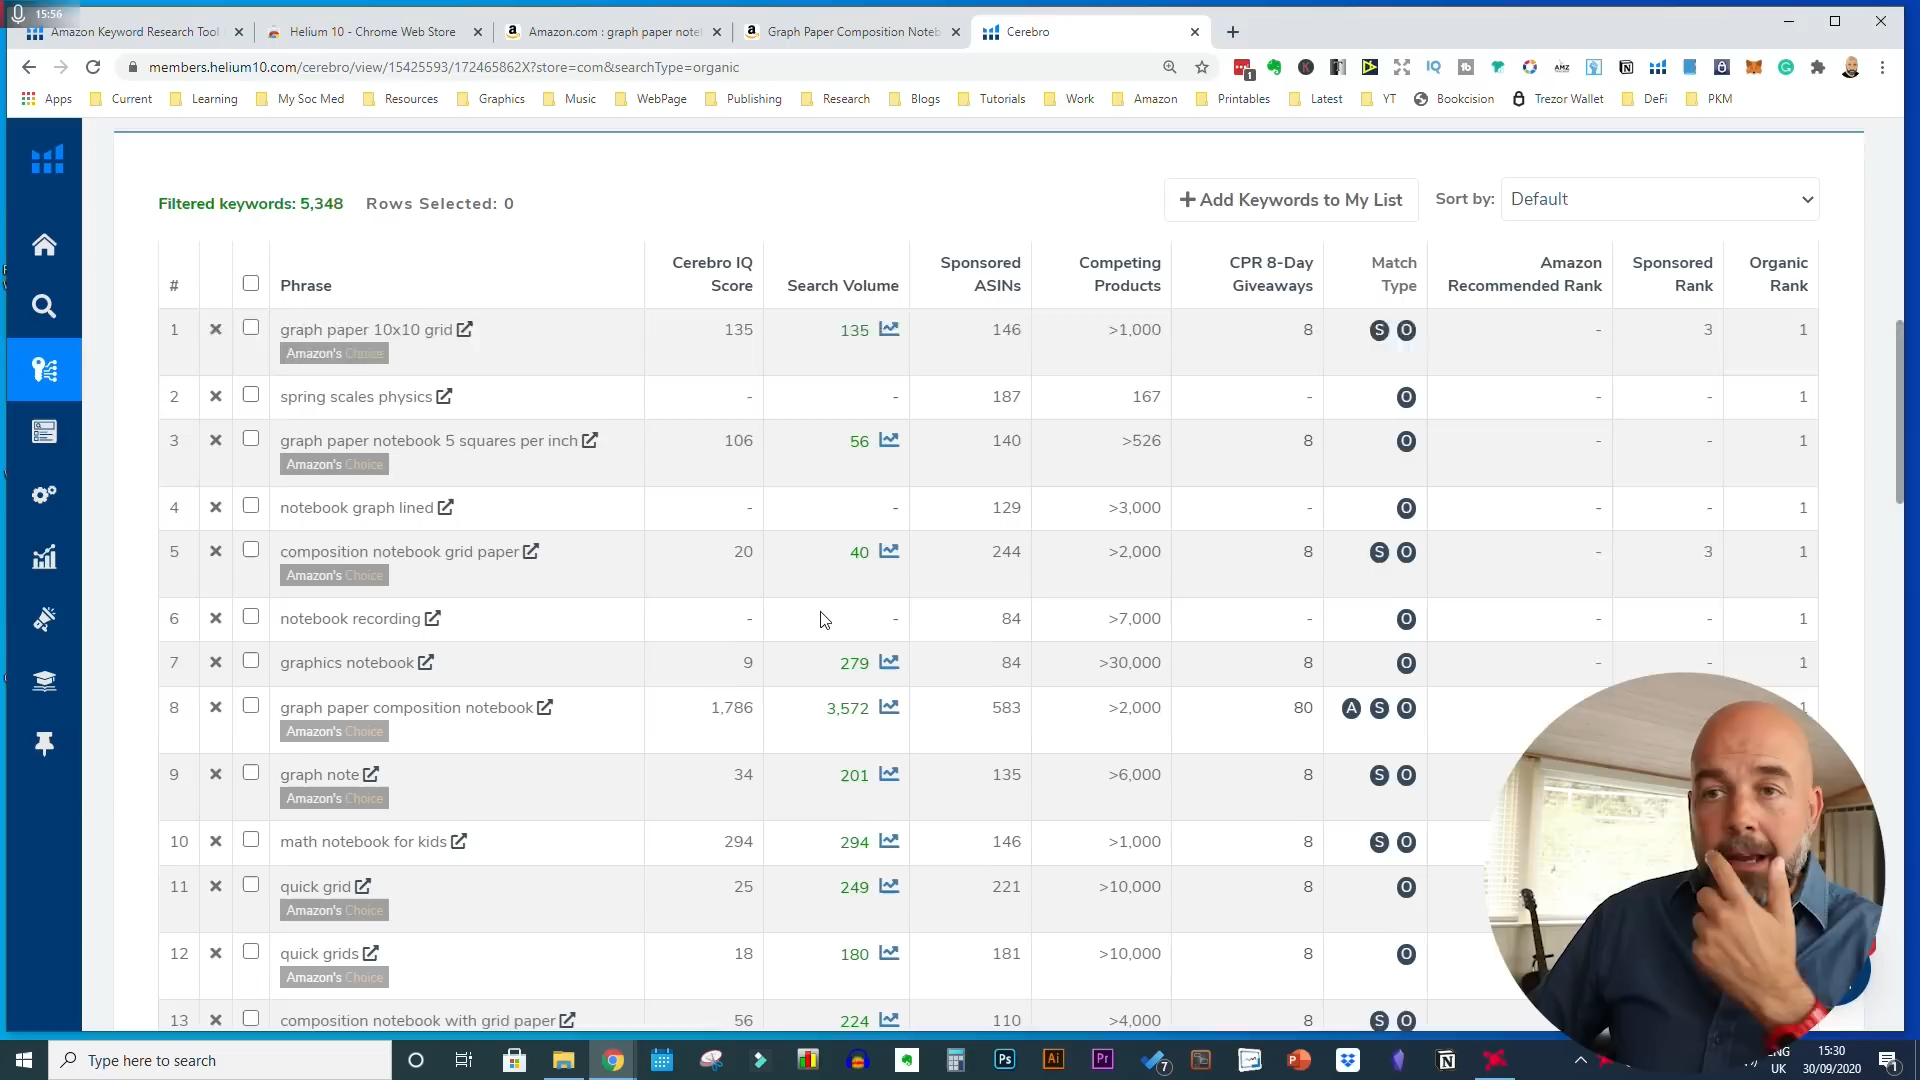 15:56
Amazon Keyword Research Tool
Helium 10 - Chrome Web Store
Amazon.com : graph paper note
Graph Paper Composition Noteb
Cerebro
members.helium10.com/cerebro/view/15425593/172465862X?store=com&searchType=organic
Apps Current Learning My Soc Med Resources Graphics Music WebPage Publishing Research Blogs Tutorials Work Amazon Printables Latest YT Bookcision Trezor Wallet DeFi PKM
Filtered keywords: 5,348 Rows Selected: 0
Add Keywords to My List Sort by: Default
# Phrase Cerebro IQ Score Search Volume Sponsored ASINs Competing Products CPR 8-Day Giveaways Match Type Amazon Recommended Rank Sponsored Rank Organic Rank
1 graph paper 10x10 grid 135 135 146 >1,000 8 S O - 3 1
Amazon's Choice
2 spring scales physics - - 187 167 - O - - 1
3 graph paper notebook 5 squares per inch 106 56 140 >526 8 O - - 1
Amazon's Choice
4 notebook graph lined - - 129 >3,000 - O - - 1
5 composition notebook grid paper 20 40 244 >2,000 8 S O - 3 1
Amazon's Choice
6 notebook recording - - 84 >7,000 - O - - 1
7 graphics notebook 9 279 84 >30,000 8 O - - 1
8 graph paper composition notebook 1,786 3,572 583 >2,000 80 A S O 1
Amazon's Choice
9 graph note 34 201 135 >6,000 8 S O
Amazon's Choice
10 math notebook for kids 294 294 146 >1,000 8 S O
11 quick grid 25 249 221 >10,000 8 O
Amazon's Choice
12 quick grids 18 180 181 >10,000 8 O
Amazon's Choice
13 composition notebook with grid paper 56 224 110 >4,000 8 S O
Type here to search
ENG
UK
15:30
30/09/2020